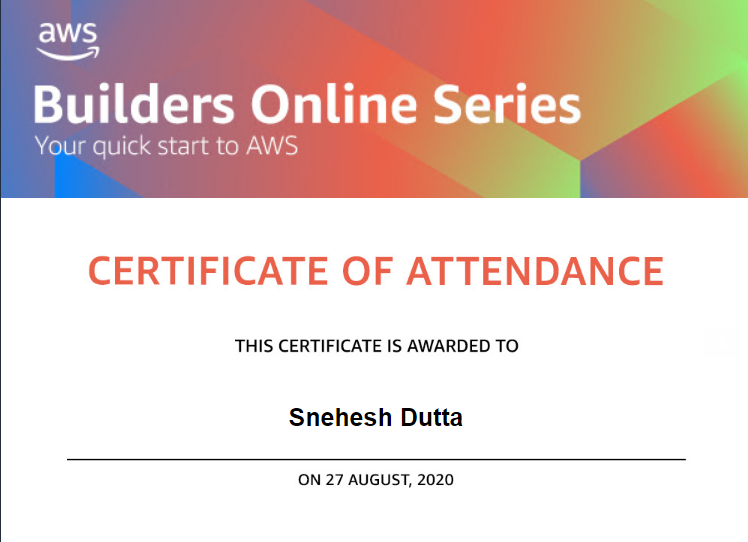 aws
Builders Online Series
Your quick start to AWS
CERTIFICATE OF ATTENDANCE
THIS CERTIFICATE IS AWARDED TO
Snehesh Dutta
ON 27 AUGUST, 2020